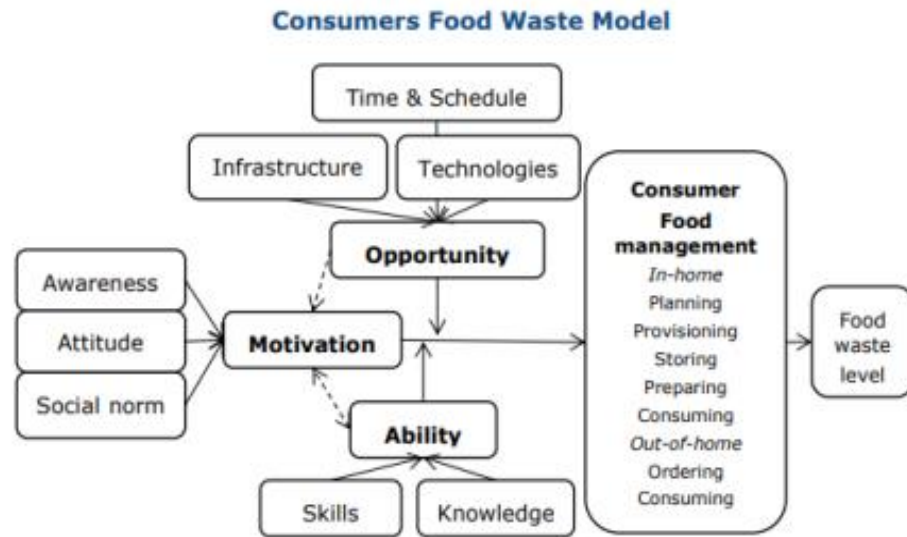 Consumers Food Waste Model
Time & Schedule
Infrastructure
Technologies
Opportunity
Awareness
Attitude
Social norm
Motivation
Ability
Skills
Knowledge
Consumer
Food
management
In-home
Planning
Provisioning
Storing
Preparing
Consuming
Out-of-home
Ordering
Consuming
Food
waste
level